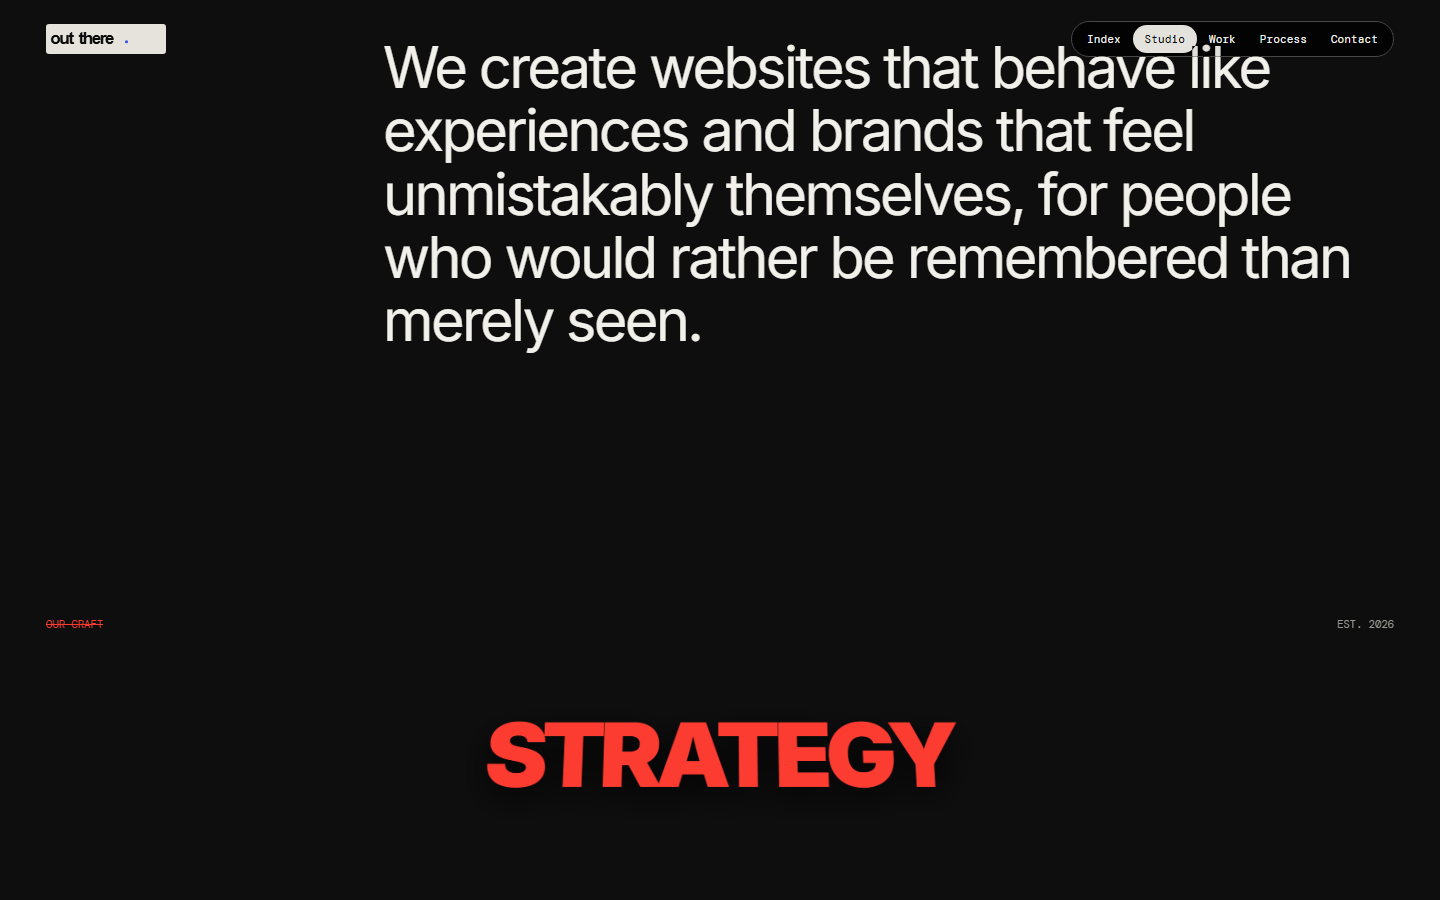 out there .
Index Studio Work Process Contact
We create websites that behave like
experiences and brands that feel
unmistakably themselves, for people
who would rather be remembered than
merely seen.
OUR CRAFT
EST. 2026
STRATEGY